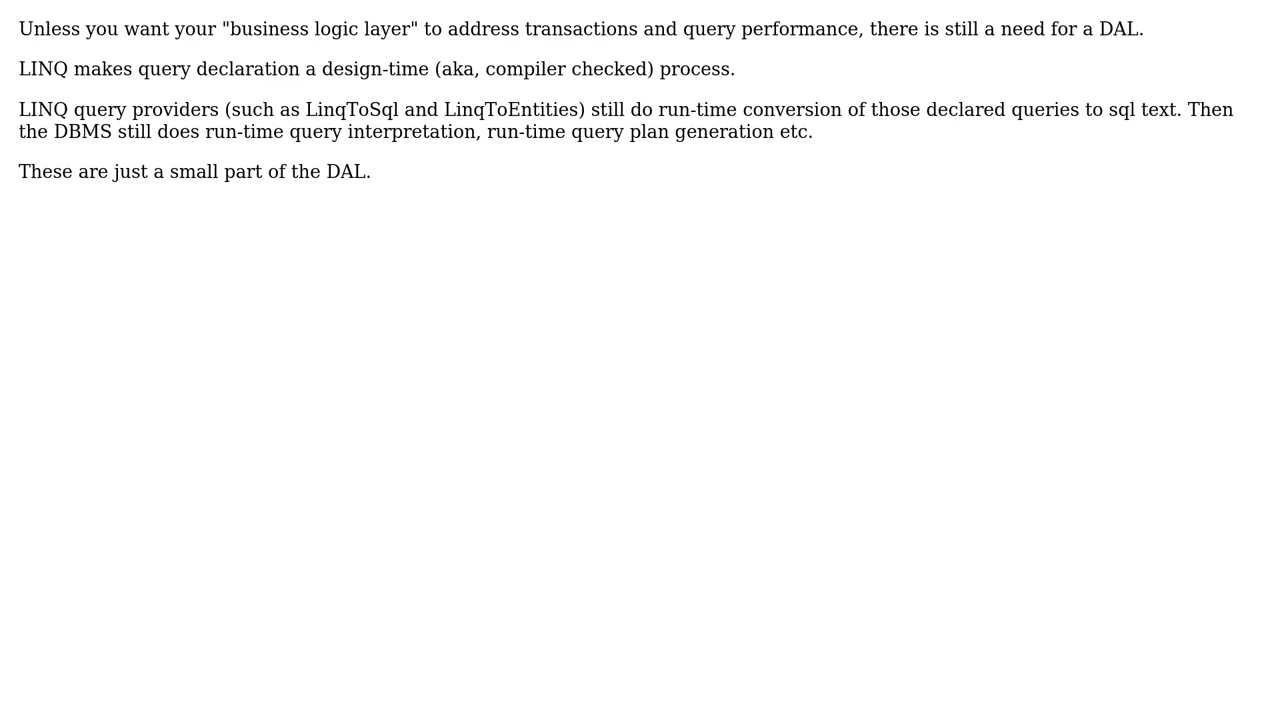 Unless you want your "business logic layer" to address transactions and query performance, there is still a need for a DAL.
LINQ makes query declaration a design-time (aka, compiler checked) process.
LINQ query providers (such as LinqToSql and LinqToEntities) still do run-time conversion of those declared queries to sql text. Then
the DBMS still does run-time query interpretation, run-time query plan generation etc.
These are just a small part of the DAL.